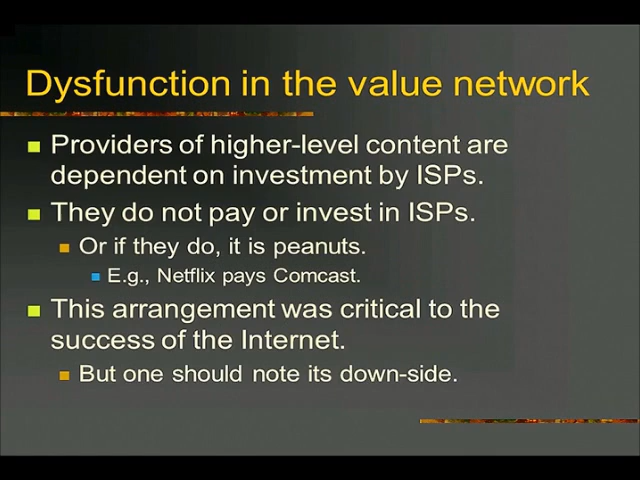 Dysfunction in the value network
Providers of higher-level content are
dependent on investment by ISPs.
They do not pay or invest in ISPs.
Or if they do, it is peanuts.
E.g., Netflix pays Comcast.
This arrangement was critical to the
success of the Internet.
But one should note its down-side.